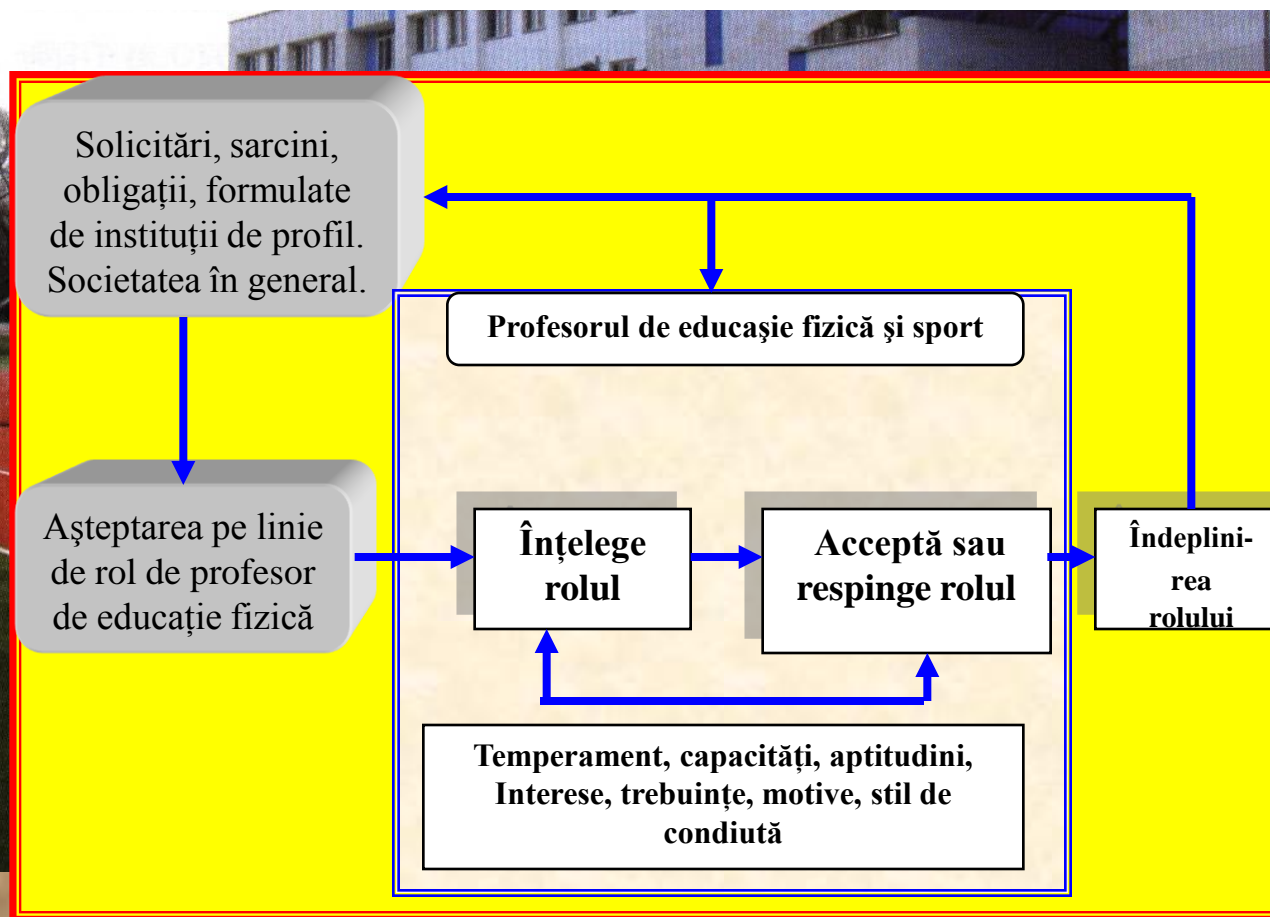 Solicitări, sarcini,
obligații, formulate
de instituții de profil.
Societatea în general.
Profesorul de educaşie fizică şi sport
Aşteptarea pe linie
de rol de profesor
de educație fizică
Înțelege
rolul
Acceptă sau
respinge rolul
Îndeplini-
rea
rolului
Temperament, capacități, aptitudini,
Interese, trebuințe, motive, stil de
condiută